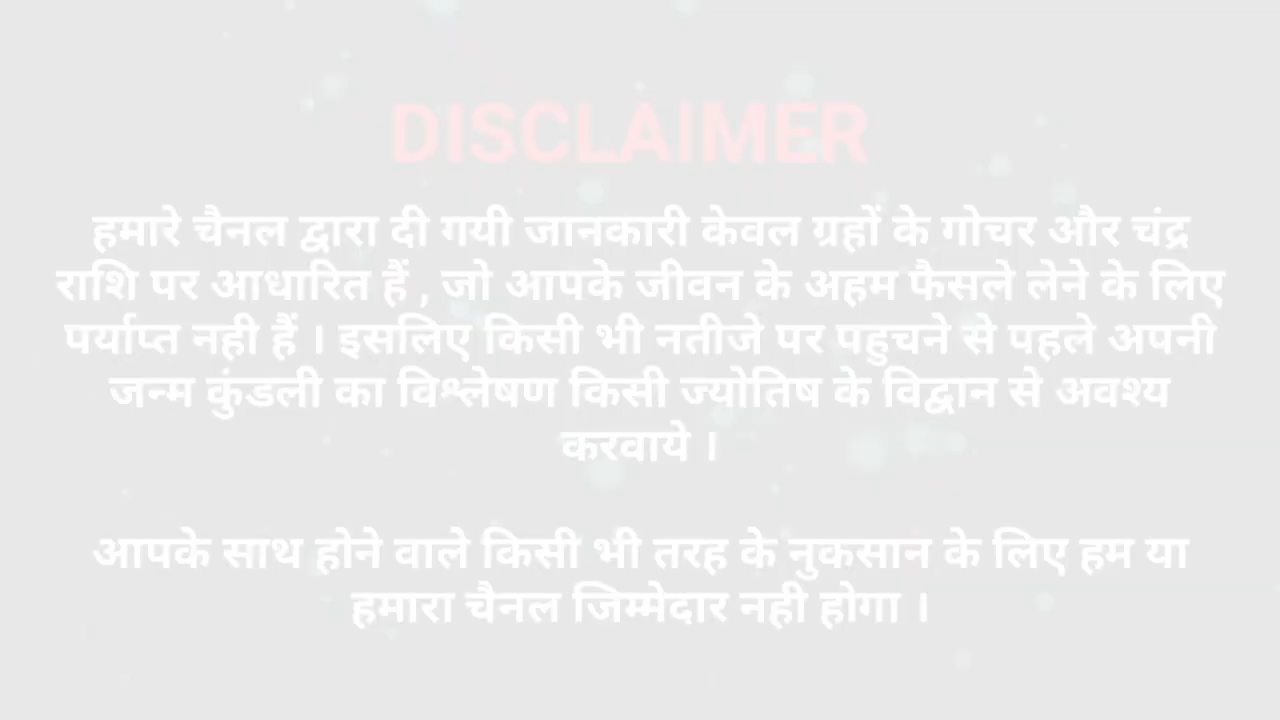 DISCLAIMER
हमारे चैनल द्वारा दी गयी जानकारी केवल ग्रहों के गोचर और चंद्र
राशि पर आधारित हैं , जो आपके जीवन के अहम फैसले लेने के लिए
पर्याप्त नही हैं । इसलिए किसी भी नतीजे पर पहुचने से पहले अपनी
जन्म कुंडली का विश्लेषण किसी ज्योतिष के विद्वान से अवश्य
करवाये ।
आपके साथ होने वाले किसी भी तरह के नुकसान के लिए हम या
हमारा चैनल जिम्मेदार नही होगा ।